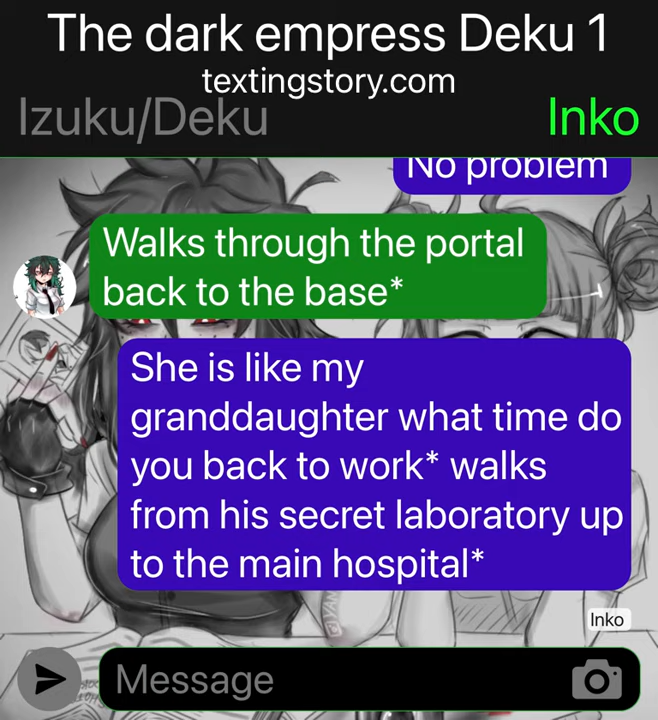 The dark empress Deku 1
textingstory.com
Izuku/Deku
Inko
No problem
Walks through the portal
back to the base*
She is like my
granddaughter what time do
you back to work* walks
from his secret laboratory up
to the main hospital*
Inko
Message